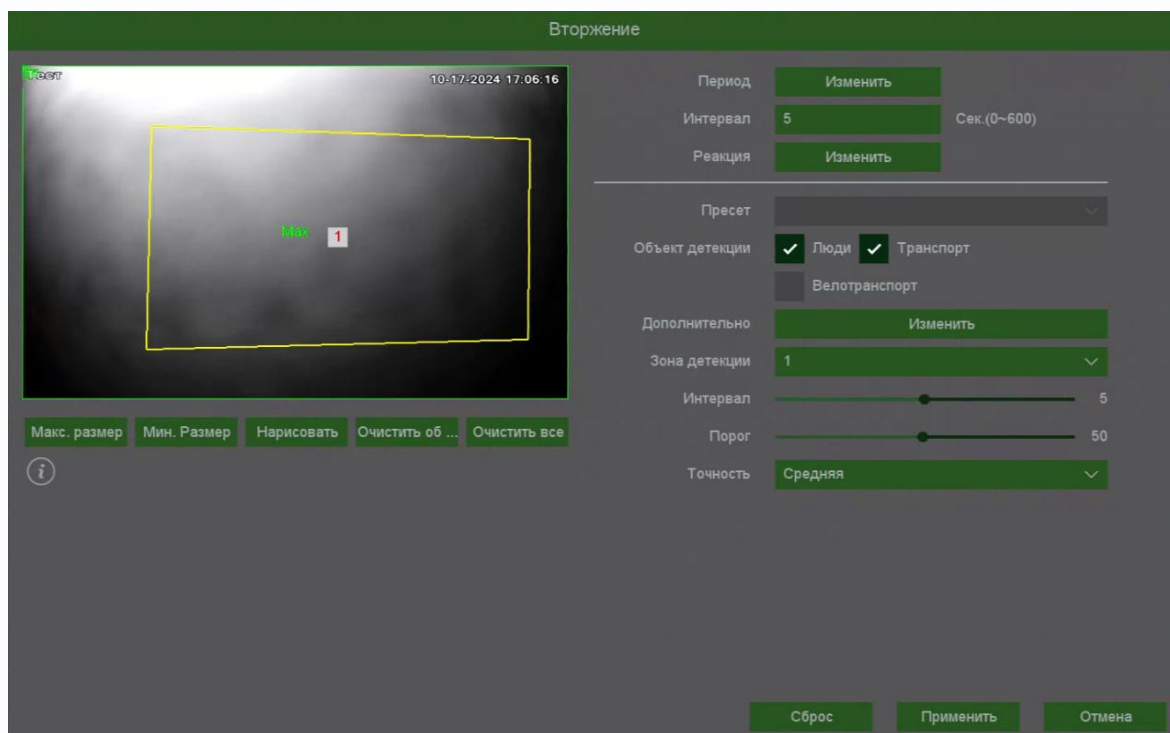 Вторжение
Тест 10-17-2024 17:06:16
Max 1
Макс. размер Мин. Размер Нарисовать Очистить об ... Очистить все
i
Период Изменить
Интервал 5 Сек.(0~600)
Реакция Изменить
Пресет
Объект детекции Люди Транспорт
Велотранспорт
Дополнительно Изменить
Зона детекции 1
Интервал 5
Порог 50
Точность Средняя
Сброс Применить Отмена